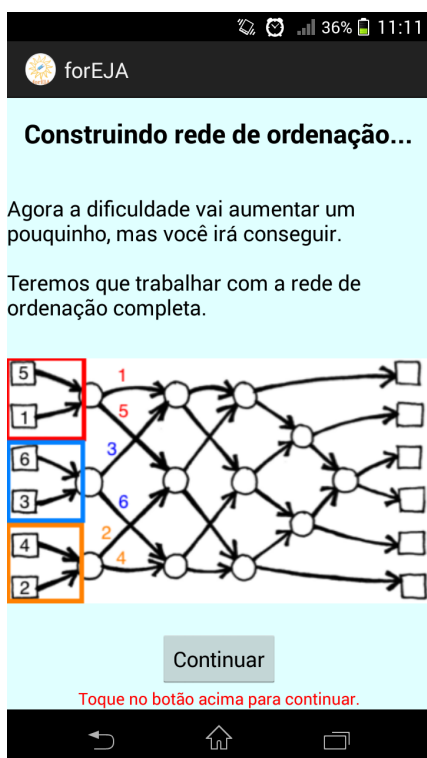 36% 11:11
forEJA
Construindo rede de ordenação...
Agora a dificuldade vai aumentar um
pouquinho, mas você irá conseguir.
Teremos que trabalhar com a rede de
ordenação completa.
5
1
1
5
6
3
3
6
4
2
2
4
Continuar
Toque no botão acima para continuar.